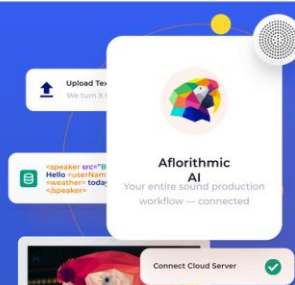 Upload Tex
We turn it
<speaker src="B
Hello <userNam
<weather> today
</speaker>
Aflorithmic
AI
Your entire sound production
workflow — connected
Connect Cloud Server